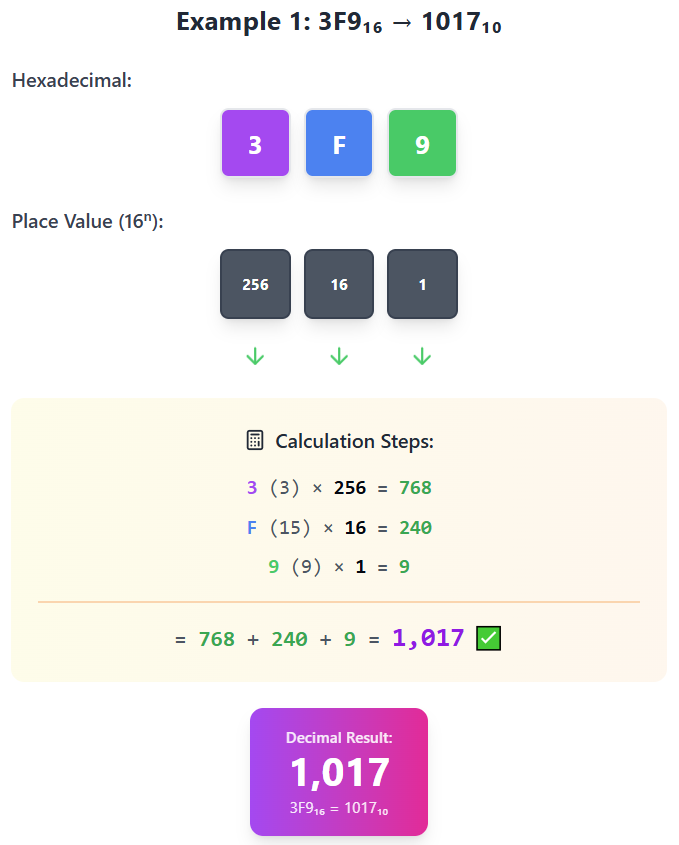 Example 1: 3F9₁₆ → 1017₁₀
Hexadecimal:
3 F 9
Place Value (16ⁿ):
256 16 1
↓ ↓ ↓
Calculation Steps:
3 (3) × 256 = 768
F (15) × 16 = 240
9 (9) × 1 = 9
= 768 + 240 + 9 = 1,017 ✅
Decimal Result:
1,017
3F9₁₆ = 1017₁₀